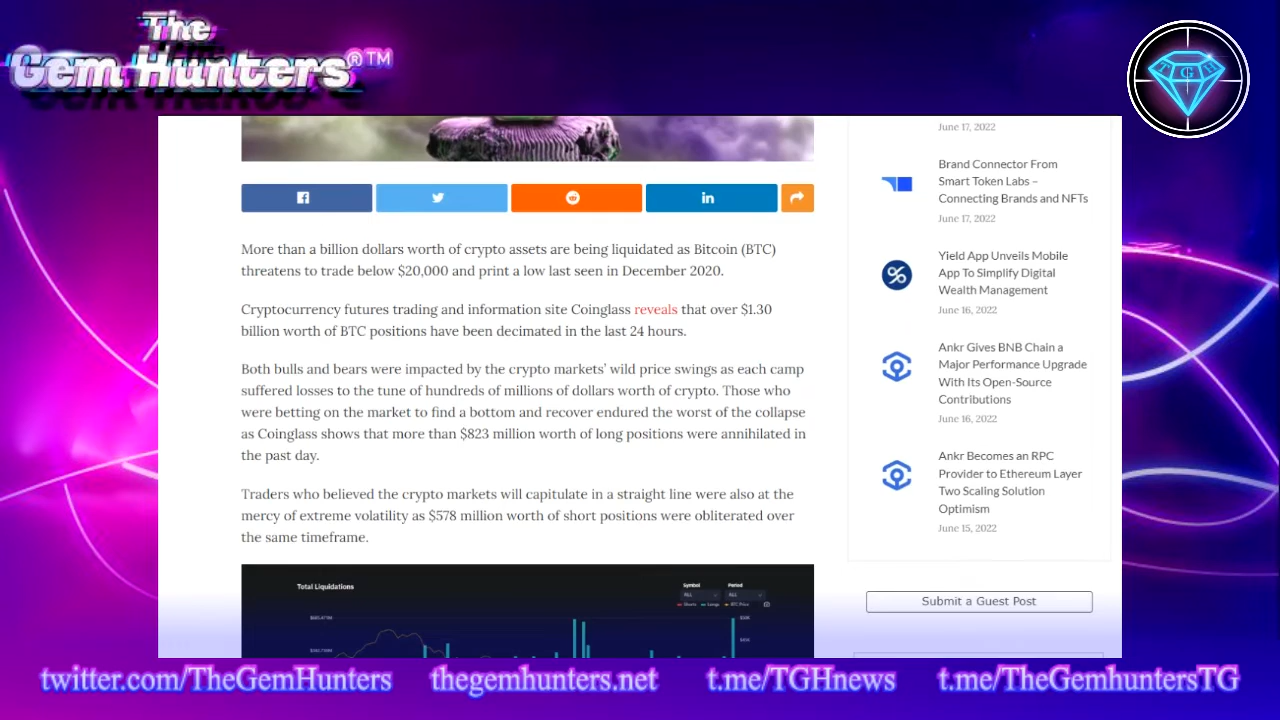 The
Gem Hunters®™
T G H
June 17, 2022
Brand Connector From
Smart Token Labs –
Connecting Brands and NFTs
June 17, 2022
More than a billion dollars worth of crypto assets are being liquidated as Bitcoin (BTC)
threatens to trade below $20,000 and print a low last seen in December 2020.
Cryptocurrency futures trading and information site Coinglass reveals that over $1.30
billion worth of BTC positions have been decimated in the last 24 hours.
Both bulls and bears were impacted by the crypto markets’ wild price swings as each camp
suffered losses to the tune of hundreds of millions of dollars worth of crypto. Those who
were betting on the market to find a bottom and recover endured the worst of the collapse
as Coinglass shows that more than $823 million worth of long positions were annihilated in
the past day.
Traders who believed the crypto markets will capitulate in a straight line were also at the
mercy of extreme volatility as $578 million worth of short positions were obliterated over
the same timeframe.
Yield App Unveils Mobile
App To Simplify Digital
Wealth Management
June 16, 2022
Ankr Gives BNB Chain a
Major Performance Upgrade
With Its Open-Source
Contributions
June 16, 2022
Ankr Becomes an RPC
Provider to Ethereum Layer
Two Scaling Solution
Optimism
June 15, 2022
Submit a Guest Post
Total Liquidations
Symbol Period
ALL ALL
Shorts Longs BTC Price
twitter.com/TheGemHunters thegemhunters.net t.me/TGHnews t.me/TheGemhuntersTG